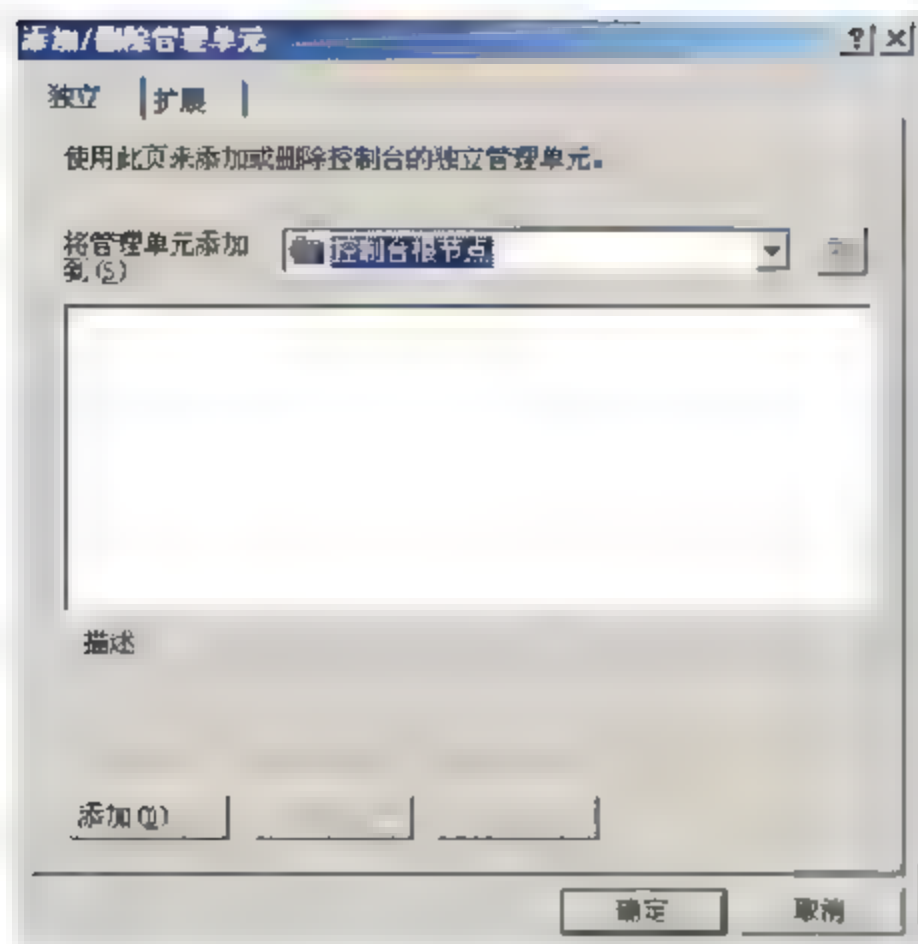 添加/删除管理单元
独立
扩展
使用此页来添加或删除控制台的独立管理单元。
将管理单元添加
到(S)
控制台根节点
描述
添加(D)
确定
取消